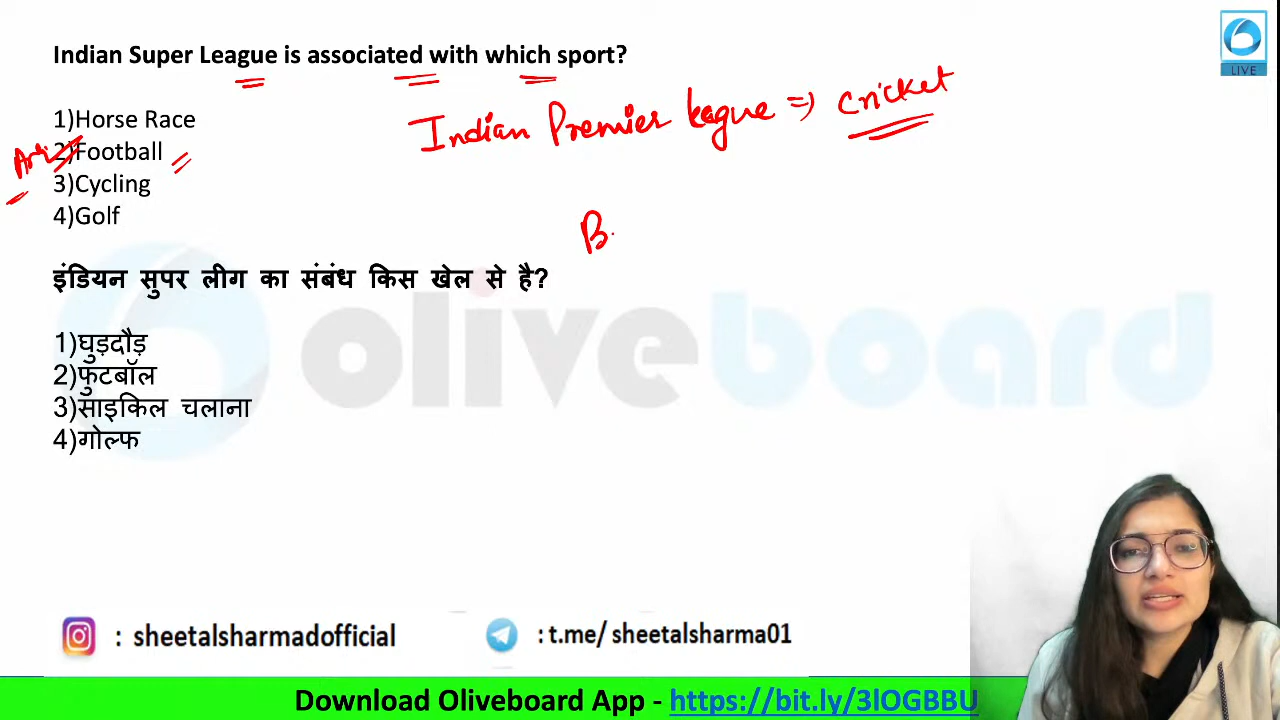 Indian Super League is associated with which sport?
LIVE
Indian Premier league => cricket
1)Horse Race
Ans 2)Football
3)Cycling
4)Golf
B
इंडियन सुपर लीग का संबंध किस खेल से है?
oliveboard
1)घुड़दौड़
2)फुटबॉल
3)साइकिल चलाना
4)गोल्फ
: sheetalsharmadofficial
: t.me/ sheetalsharma01
Download Oliveboard App - https://bit.ly/3lOGBBU